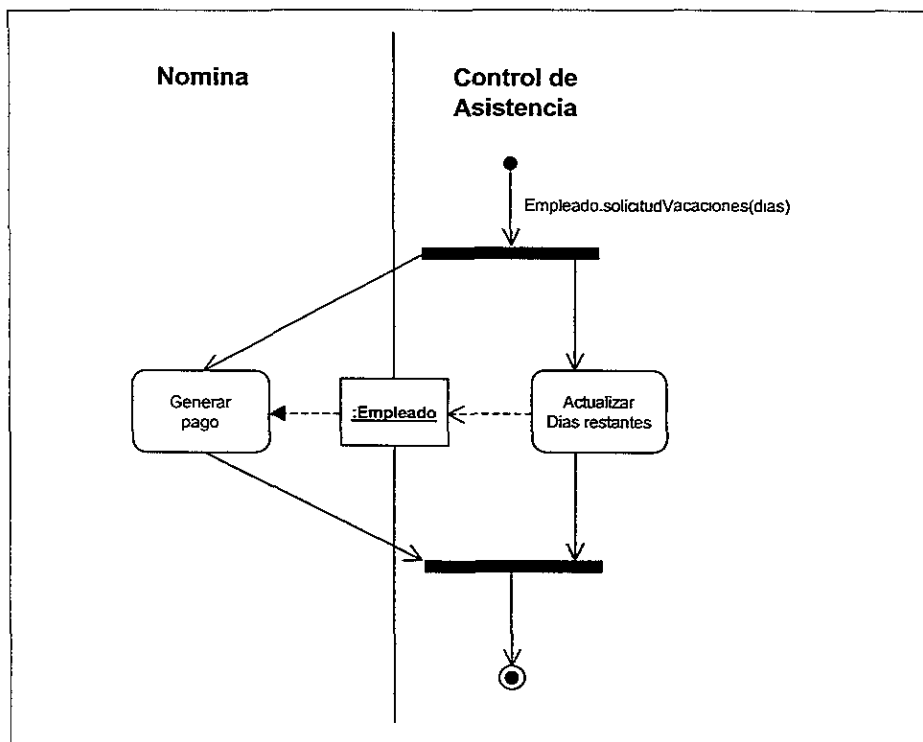 Nomina
Control de
Asistencia
Empleado.solicitudVacaciones(dias)
Generar
pago
:Empleado
Actualizar
Dias restantes